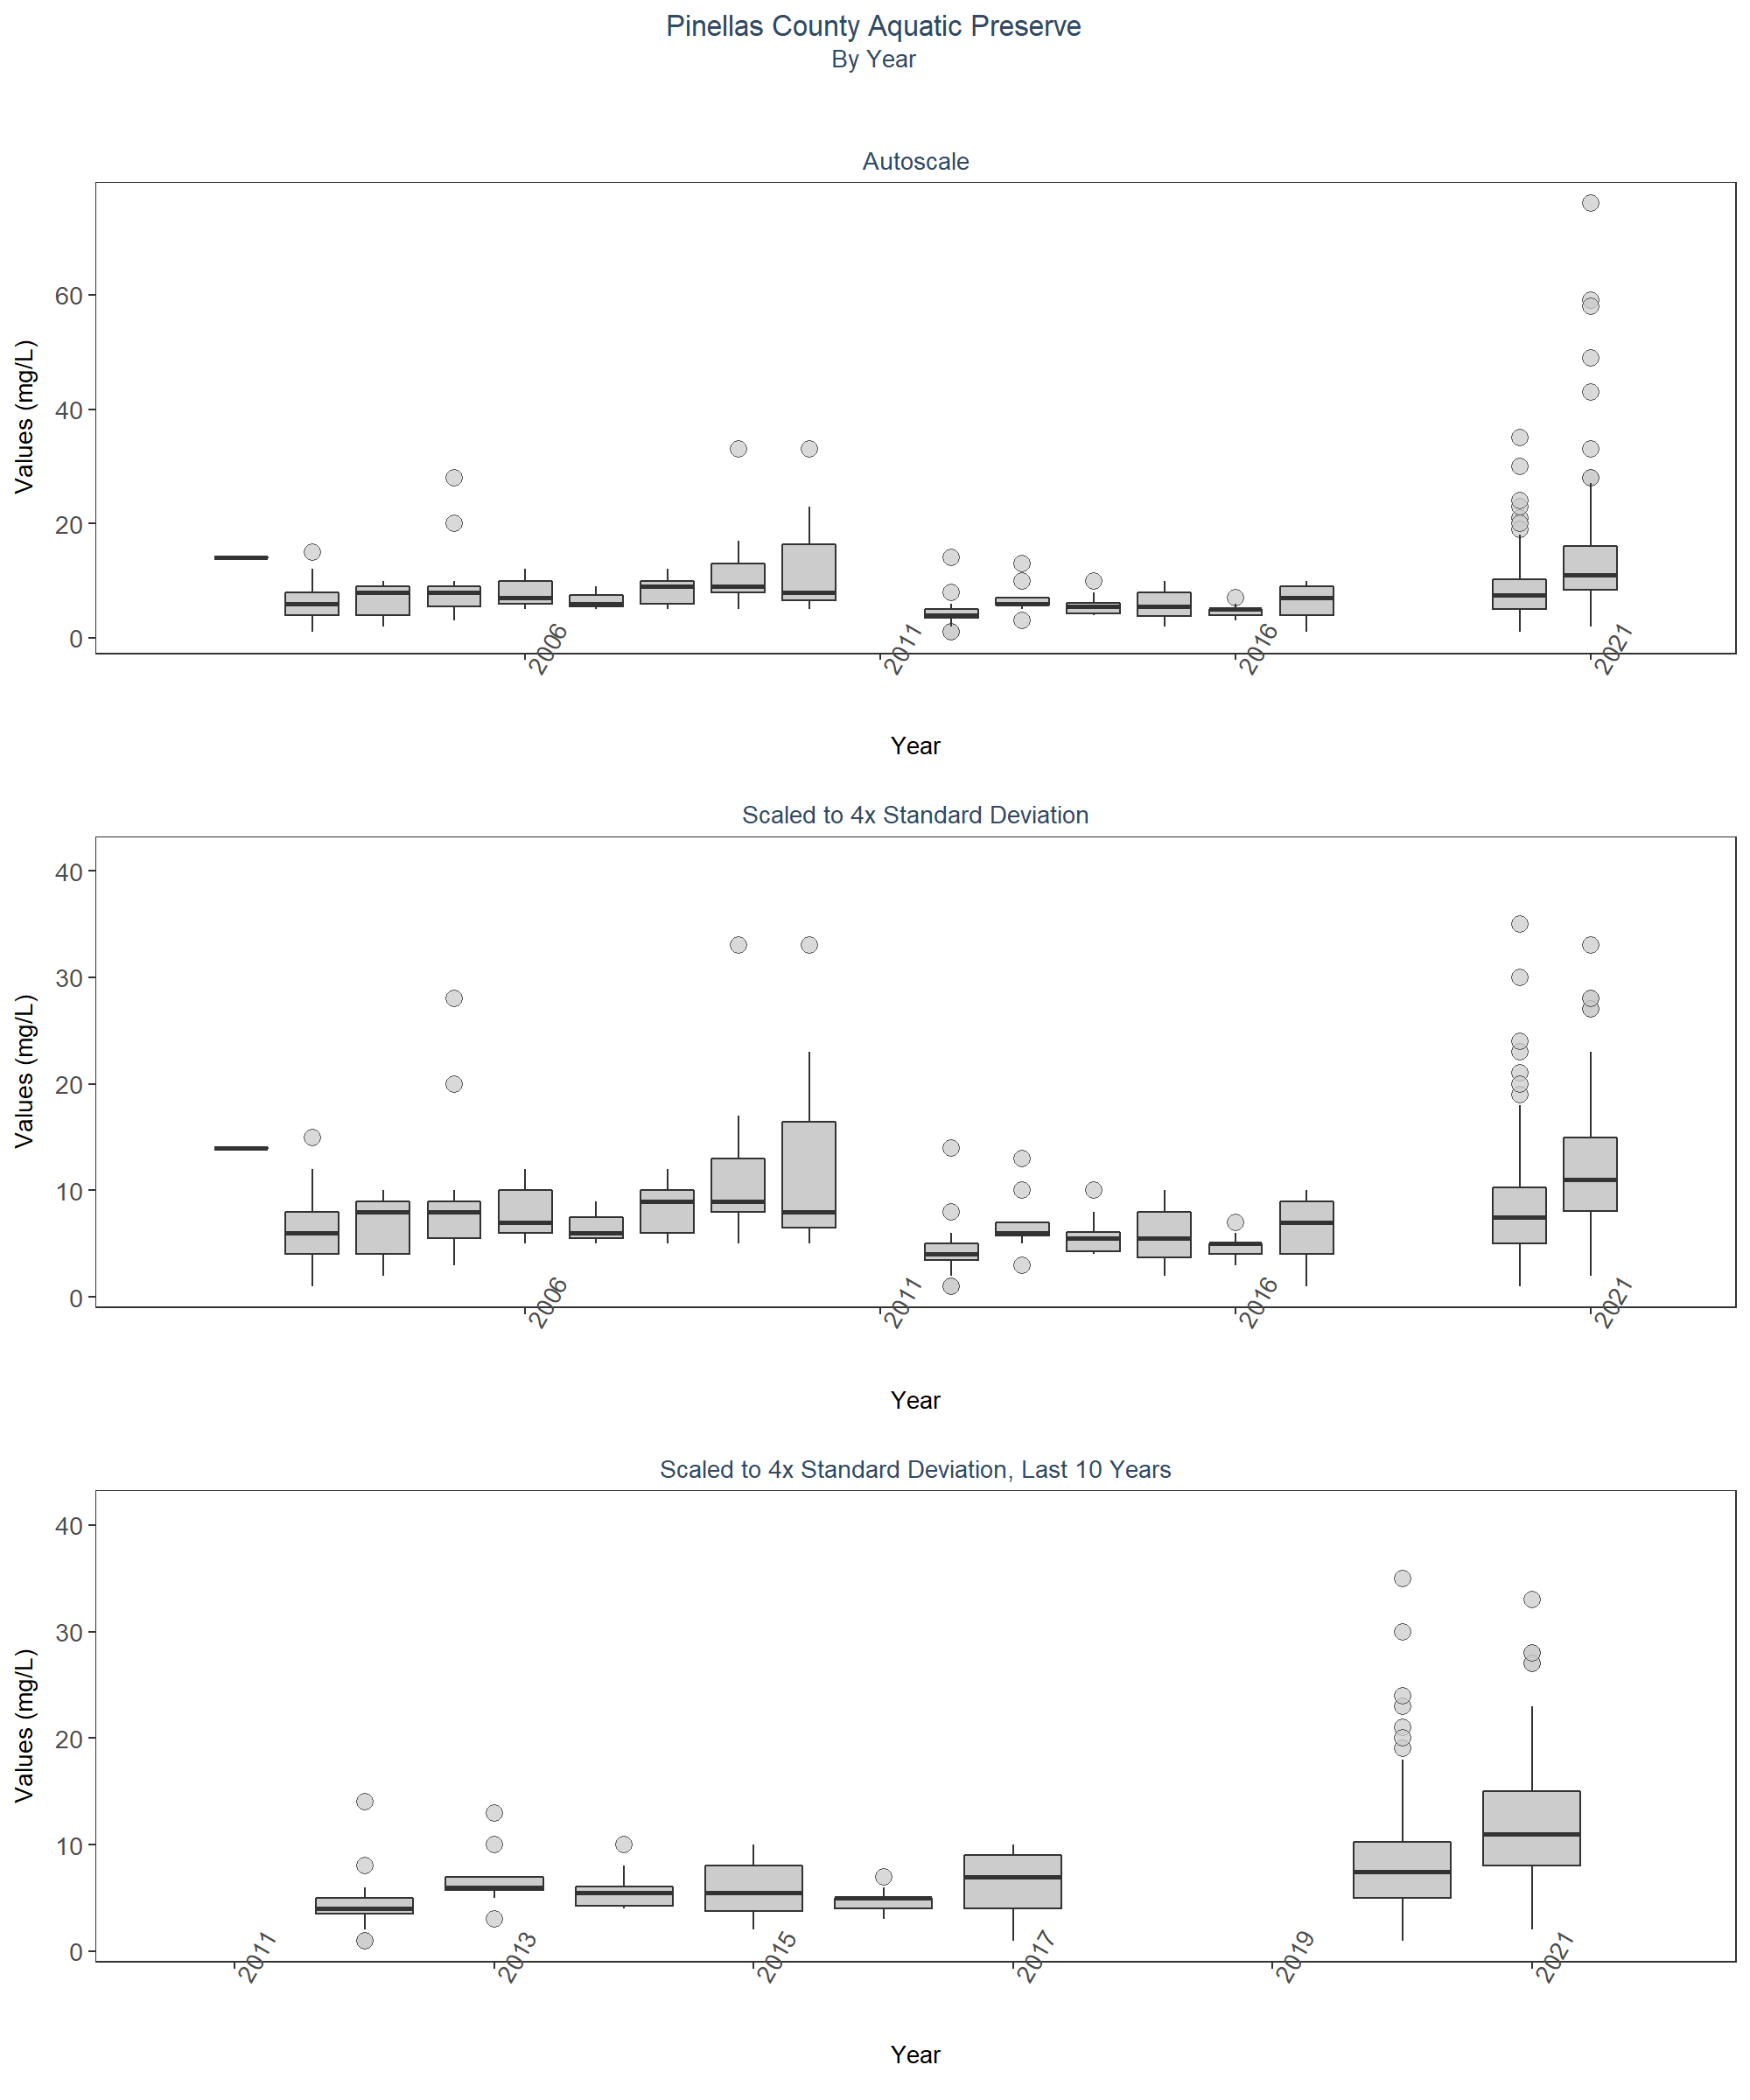 Pinellas County Aquatic Preserve
By Year
Autoscale
Values (mg/L)
60
40
20
0
2006
2011
2016
2021
Year
Scaled to 4x Standard Deviation
Values (mg/L)
40
30
20
10
0
2006
2011
2016
2021
Year
Scaled to 4x Standard Deviation, Last 10 Years
Values (mg/L)
40
30
20
10
0
2011
2013
2015
2017
2019
2021
Year